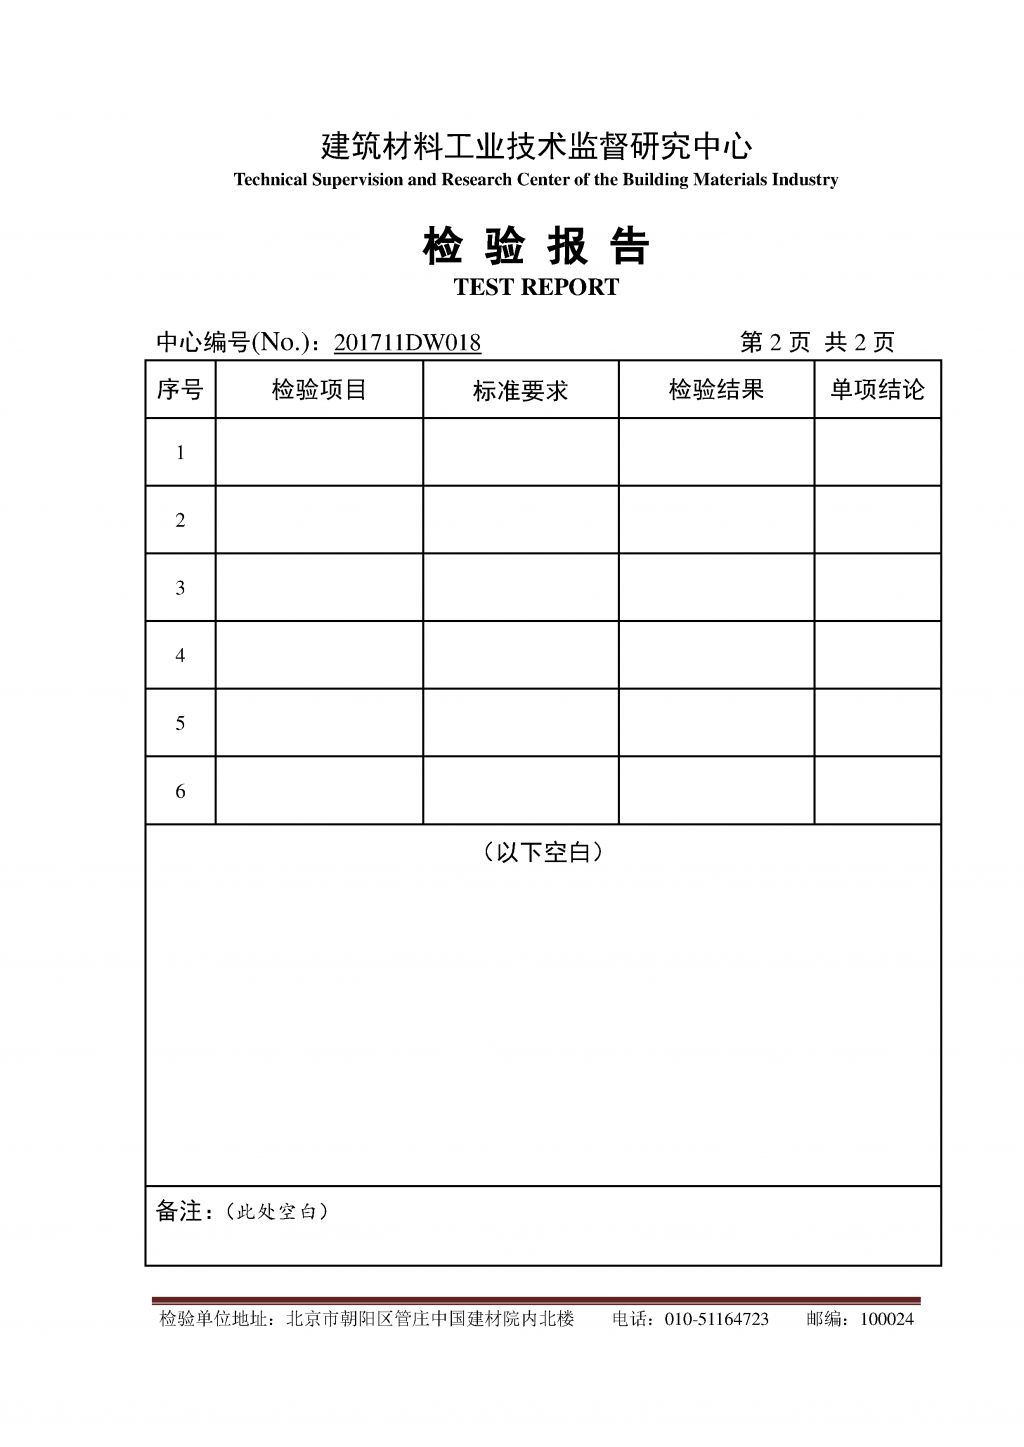 建筑材料工业技术监督研究中心
Technical Supervision and Research Center of the Building Materials Industry
检 验 报 告
TEST REPORT
中心编号(No.)：201711DW018 第 2 页 共 2 页
序号 检验项目 标准要求 检验结果 单项结论
1
2
3
4
5
6
（以下空白）
备注：（此处空白）
检验单位地址：北京市朝阳区管庄中国建材院内北楼 电话：010-51164723 邮编：100024